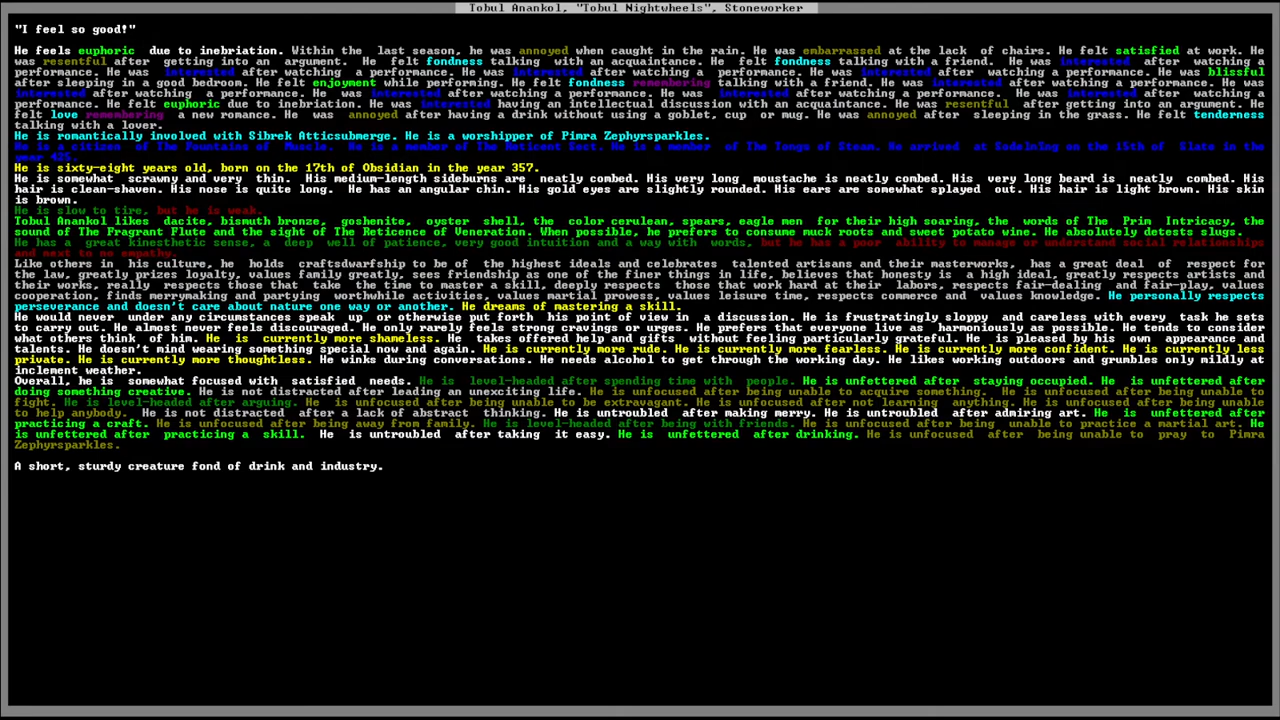 Tobul Anankol, "Tobul Nightwheels", Stoneworker
"I feel so good!"
He feels euphoric due to inebriation. Within the last season, he was annoyed when caught in the rain. He was embarrassed at the lack of chairs. He felt satisfied at work. He
was resentful after getting into an argument. He felt fondness talking with an acquaintance. He felt fondness talking with a friend. He was interested after watching a
performance. He was interested after watching a performance. He was interested after watching a performance. He was interested after watching a performance. He was blissful
after sleeping in a good bedroom. He felt enjoyment while performing. He felt fondness remembering talking with a friend. He was interested after watching a performance. He was
interested after watching a performance. He was interested after watching a performance. He was interested after watching a performance. He was interested after watching a
performance. He felt euphoric due to inebriation. He was interested having an intellectual discussion with an acquaintance. He was resentful after getting into an argument. He
felt love remembering a new romance. He was annoyed after having a drink without using a goblet, cup or mug. He was annoyed after sleeping in the grass. He felt tenderness
talking with a lover.
He is romantically involved with Sibrek Atticsubmerge. He is a worshipper of Pimra Zephyrsparkles.
He is a citizen of The Fountains of Muscle. He is a member of The Reticent Sect. He is a member of The Tongs of Steam. He arrived at on the 15th of Slate in the
year 425.
He is sixty-eight years old, born on the 17th of Obsidian in the year 357.
He is somewhat scrawny and very thin. His medium-length sideburns are neatly combed. His very long moustache is neatly combed. His very long beard is neatly combed. His
hair is clean-shaven. His nose is quite long. He has an angular chin. His gold eyes are slightly rounded. His ears are somewhat splayed out. His hair is light brown. His skin
is brown.
He is slow to tire, but he is weak.
Tobul Anankol likes dacite, bismuth bronze, goshenite, oyster shell, the color cerulean, spears, eagle men for their high soaring, the words of The Prim Intricacy, the
sound of The Fragrant Flute and the sight of The Reticence of Veneration. When possible, he prefers to consume muck roots and sweet potato wine. He absolutely detests slugs.
He has a great kinesthetic sense, a deep well of patience, very good intuition and a way with words, but he has a poor ability to manage or understand social relationships
and next to no empathy.
Like others in his culture, he holds craftsdwarfship to be of the highest ideals and celebrates talented artisans and their masterworks, has a great deal of respect for
the law, greatly prizes loyalty, values family greatly, sees friendship as one of the finer things in life, believes that honesty is a high ideal, greatly respects artists and
their works, really respects those that take the time to master a skill, deeply respects those that work hard at their labors, respects fair-dealing and fair-play, values
cooperation, finds merrymaking and partying worthwhile activities, values martial prowess, values leisure time, respects commerce and values knowledge. He personally respects
perseverance and doesn't care about nature one way or another. He dreams of mastering a skill.
He would never under any circumstances speak up or otherwise put forth his point of view in a discussion. He is frustratingly sloppy and careless with every task he sets
to carry out. He almost never feels discouraged. He only rarely feels strong cravings or urges. He prefers that everyone live as harmoniously as possible. He tends to consider
what others think of him. He is currently more shameless. He takes offered help and gifts without feeling particularly grateful. He is pleased by his own appearance and
talents. He doesn't mind wearing something special now and again. He is currently more rude. He is currently more fearless. He is currently more confident. He is currently less
private. He is currently more thoughtless. He winks during conversations. He needs alcohol to get through the working day. He likes working outdoors and grumbles only mildly at
inclement weather.
Overall, he is somewhat focused with satisfied needs. He is level-headed after spending time with people. He is unfettered after staying occupied. He is unfettered after
doing something creative. He is not distracted after leading an unexciting life. He is unfocused after being unable to acquire something. He is unfocused after being unable to
fight. He is level-headed after arguing. He is unfocused after being unable to be extravagant. He is unfocused after not learning anything. He is unfocused after being unable
to help anybody. He is not distracted after a lack of abstract thinking. He is untroubled after making merry. He is untroubled after admiring art. He is unfettered after
practicing a craft. He is unfocused after being away from family. He is level-headed after being with friends. He is unfocused after being unable to practice a martial art. He
is unfettered after practicing a skill. He is untroubled after taking it easy. He is unfettered after drinking. He is unfocused after being unable to pray to Pimra
Zephyrsparkles.
A short, sturdy creature fond of drink and industry.